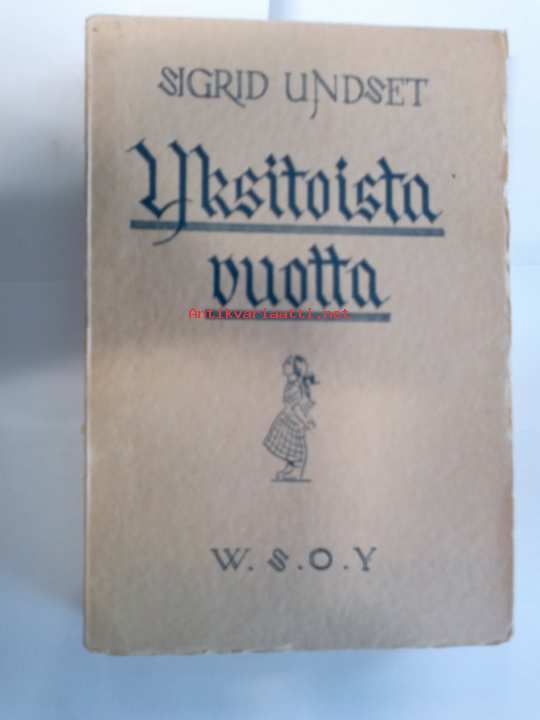 SIGRID UNDSET
Yksitoista
vuotta
Antikvariaatti.net
W.S.O.Y